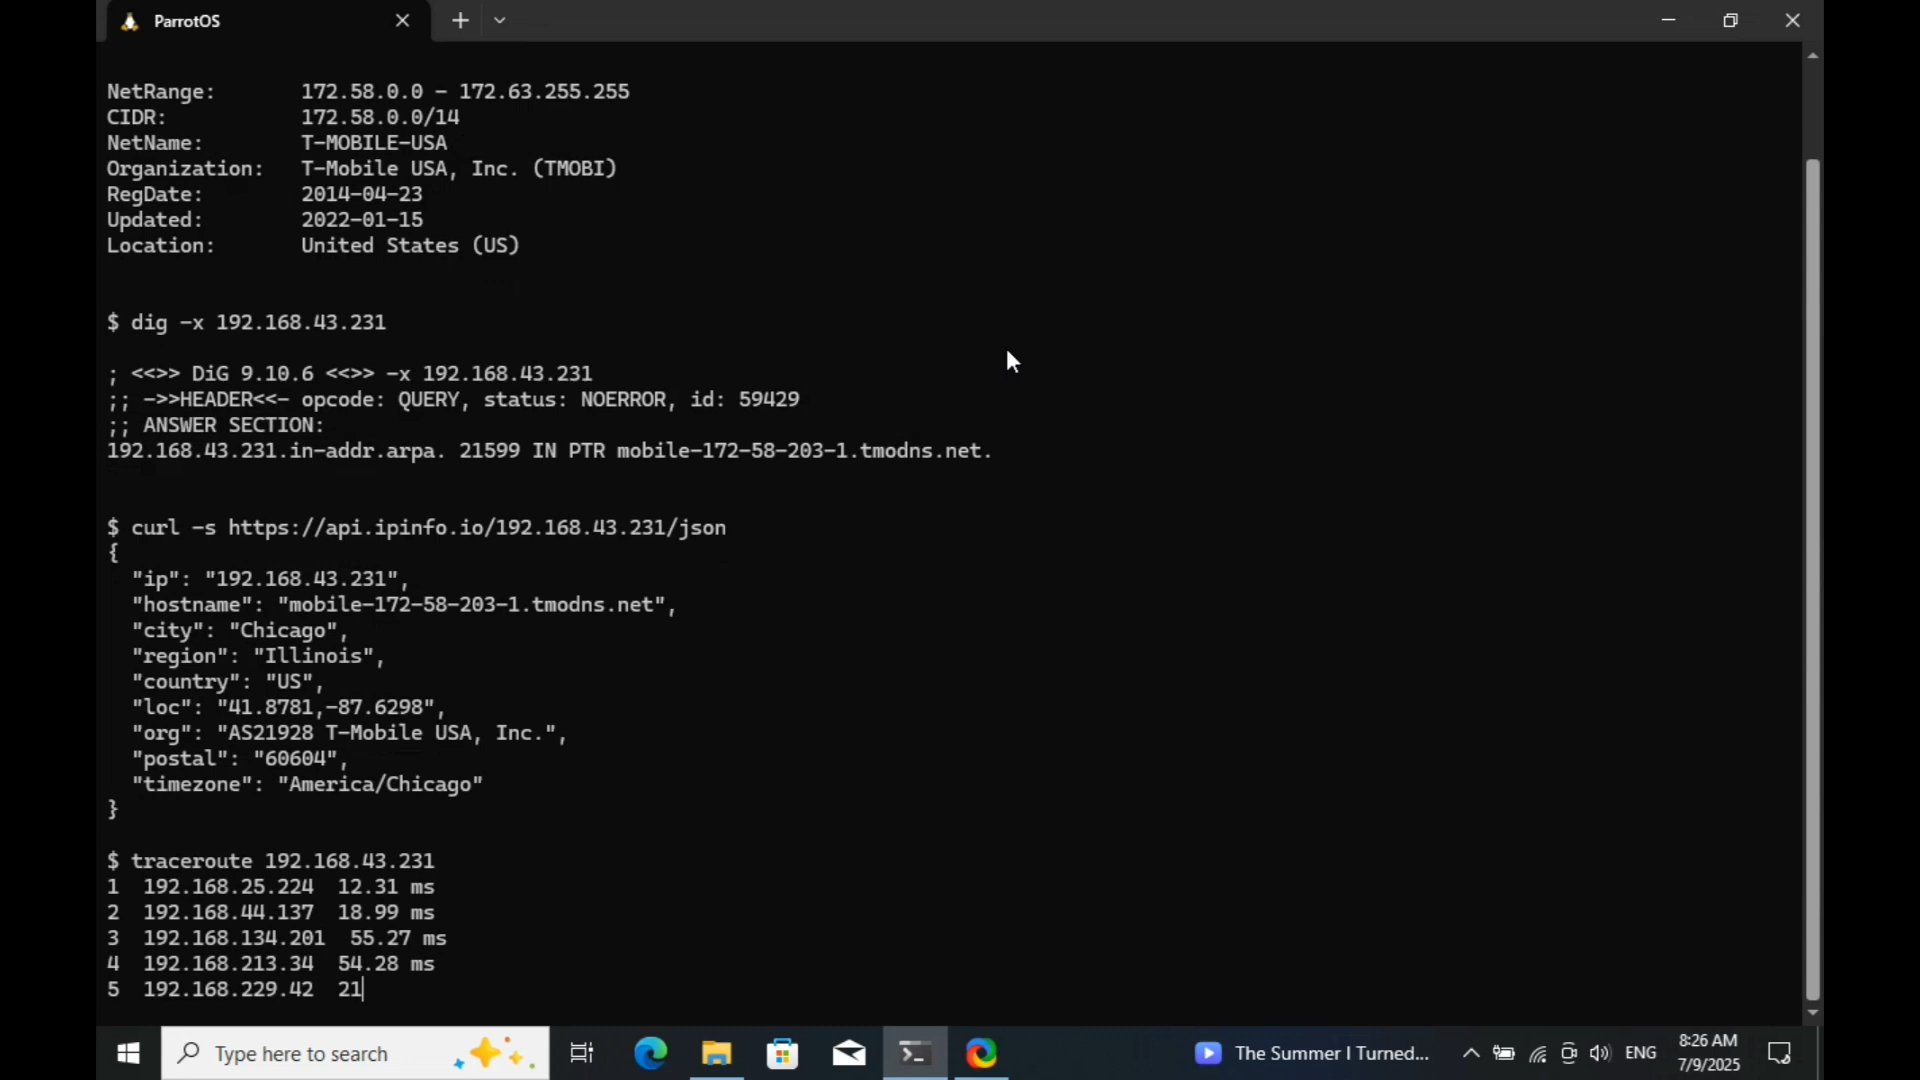 ParrotOS
NetRange:       172.58.0.0 - 172.63.255.255
CIDR:           172.58.0.0/14
NetName:        T-MOBILE-USA
Organization:   T-Mobile USA, Inc. (TMOBI)
RegDate:        2014-04-23
Updated:        2022-01-15
Location:       United States (US)
$ dig -x 192.168.43.231
; <<>> DiG 9.10.6 <<>> -x 192.168.43.231
;; ->>HEADER<<- opcode: QUERY, status: NOERROR, id: 59429
;; ANSWER SECTION:
192.168.43.231.in-addr.arpa. 21599 IN PTR mobile-172-58-203-1.tmodns.net.
$ curl -s https://api.ipinfo.io/192.168.43.231/json
{
  "ip": "192.168.43.231",
  "hostname": "mobile-172-58-203-1.tmodns.net",
  "city": "Chicago",
  "region": "Illinois",
  "country": "US",
  "loc": "41.8781,-87.6298",
  "org": "AS21928 T-Mobile USA, Inc.",
  "postal": "60604",
  "timezone": "America/Chicago"
}
$ traceroute 192.168.43.231
1  192.168.25.224  12.31 ms
2  192.168.44.137  18.99 ms
3  192.168.134.201  55.27 ms
4  192.168.213.34  54.28 ms
5  192.168.229.42  21
Type here to search
The Summer I Turned...
ENG
8:26 AM
7/9/2025